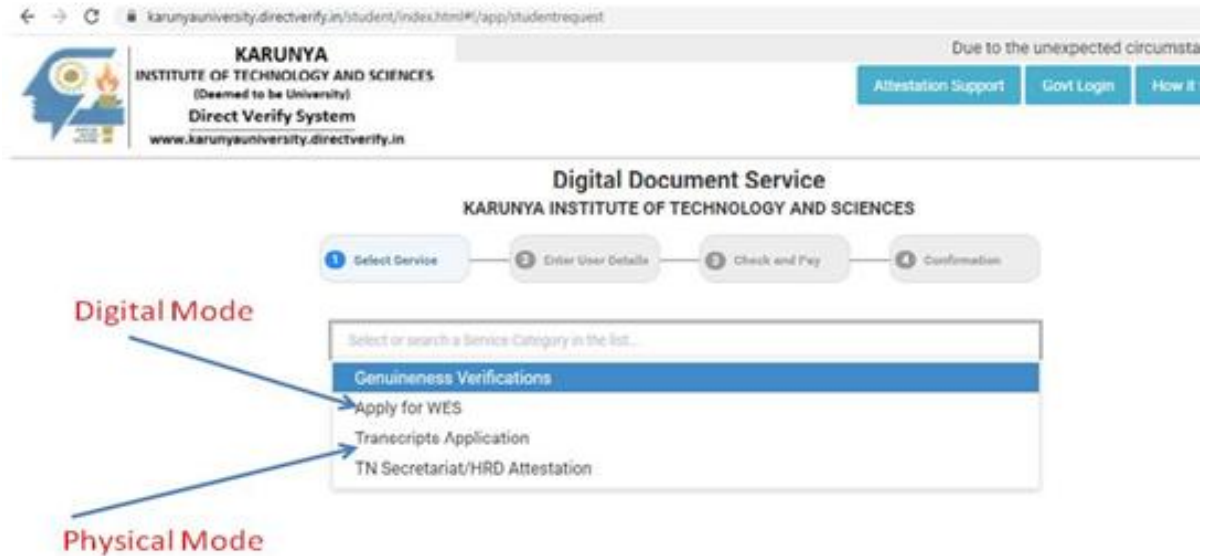 karunyauniversity.directverify.in/student/index.html#!/app/studentrequest
Due to the unexpected circumsta
KARUNYA
INSTITUTE OF TECHNOLOGY AND SCIENCES
(Deemed to be University)
Direct Verify System
www.karunyauniversity.directverify.in
Attestation Support Govt Login How it
Digital Document Service
KARUNYA INSTITUTE OF TECHNOLOGY AND SCIENCES
1 Select Service 2 Enter User Details 3 Check and Pay 4 Confirmation
Digital Mode
Select or search a Service Category in the list...
Genuineness Verifications
Apply for WES
Transcripts Application
TN Secretariat/HRD Attestation
Physical Mode